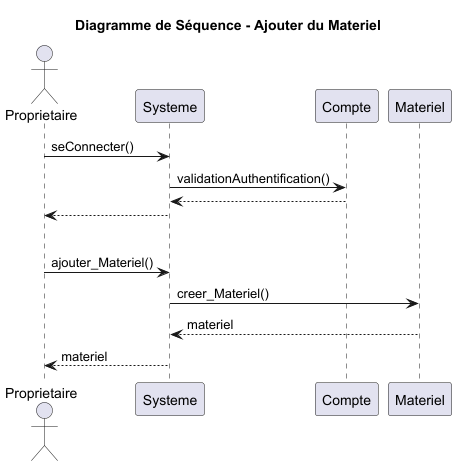 Diagramme de Séquence - Ajouter du Materiel
Proprietaire
Systeme
Compte
Materiel
seConnecter()
validationAuthentification()
ajouter_Materiel()
creer_Materiel()
materiel
materiel
Proprietaire
Systeme
Compte
Materiel